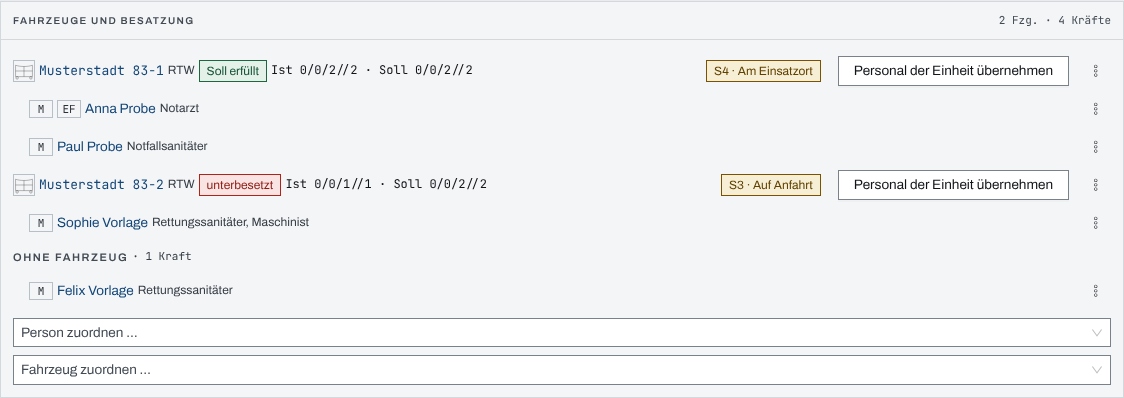 FAHRZEUGE UND BESATZUNG 2 Fzg. · 4 Kräfte
Musterstadt 83-1 RTW Soll erfüllt Ist 0/0/2//2 · Soll 0/0/2//2 S4 · Am Einsatzort Personal der Einheit übernehmen
M EF Anna Probe Notarzt
M Paul Probe Notfallsanitäter
Musterstadt 83-2 RTW unterbesetzt Ist 0/0/1//1 · Soll 0/0/2//2 S3 · Auf Anfahrt Personal der Einheit übernehmen
M Sophie Vorlage Rettungssanitäter, Maschinist
OHNE FAHRZEUG · 1 Kraft
M Felix Vorlage Rettungssanitäter
Person zuordnen ...
Fahrzeug zuordnen ...